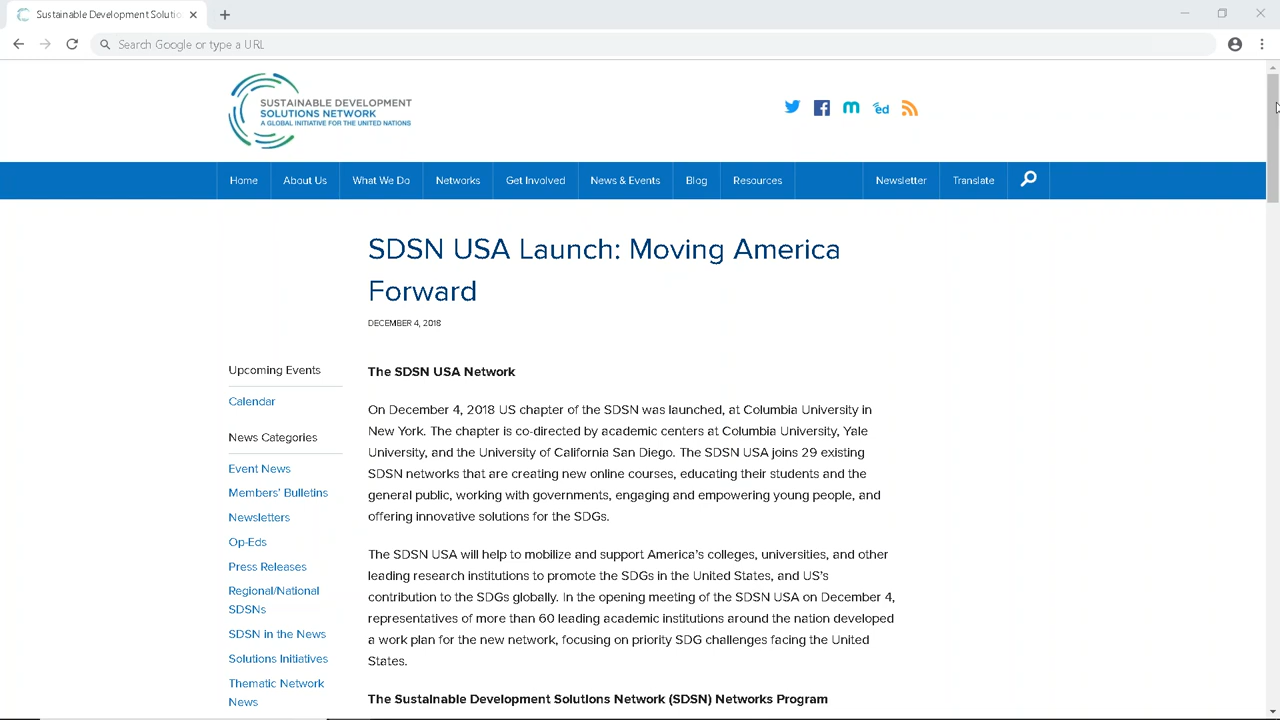 Sustainable Development Solutio
Search Google or type a URL
SUSTAINABLE DEVELOPMENT
SOLUTIONS NETWORK
A GLOBAL INITIATIVE FOR THE UNITED NATIONS
ed
Home About Us What We Do Networks Get Involved News & Events Blog Resources Newsletter Translate
SDSN USA Launch: Moving America
Forward
DECEMBER 4, 2018
Upcoming Events
Calendar
News Categories
Event News
Members' Bulletins
Newsletters
Op-Eds
Press Releases
Regional/National
SDSNs
SDSN in the News
Solutions Initiatives
Thematic Network
News
The SDSN USA Network
On December 4, 2018 US chapter of the SDSN was launched, at Columbia University in
New York. The chapter is co-directed by academic centers at Columbia University, Yale
University, and the University of California San Diego. The SDSN USA joins 29 existing
SDSN networks that are creating new online courses, educating their students and the
general public, working with governments, engaging and empowering young people, and
offering innovative solutions for the SDGs.
The SDSN USA will help to mobilize and support America's colleges, universities, and other
leading research institutions to promote the SDGs in the United States, and US's
contribution to the SDGs globally. In the opening meeting of the SDSN USA on December 4,
representatives of more than 60 leading academic institutions around the nation developed
a work plan for the new network, focusing on priority SDG challenges facing the United
States.
The Sustainable Development Solutions Network (SDSN) Networks Program